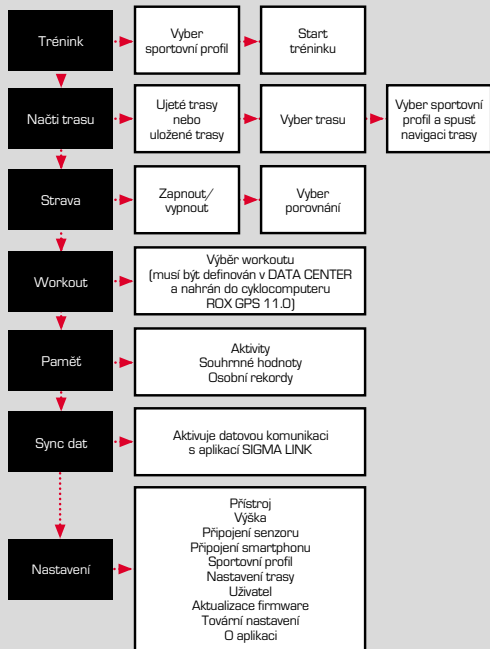 Trénink
Vyber
sportovní profil
Start
tréninku
Načti trasu
Ujeté trasy
nebo
uložené trasy
Vyber trasu
Vyber sportovní
profil a spusť
navigaci trasy
Strava
Zapnout/
vypnout
Vyber
porovnání
Workout
Výběr workoutu
(musí být definován v DATA CENTER
a nahrán do cyklocomputeru
ROX GPS 11.0)
Paměť
Aktivity
Souhrnné hodnoty
Osobní rekordy
Sync dat
Aktivuje datovou komunikaci
s aplikací SIGMA LINK
Nastavení
Přístroj
Výška
Připojení senzoru
Připojení smartphonu
Sportovní profil
Nastavení trasy
Uživatel
Aktualizace firmware
Tovární nastavení
O aplikaci